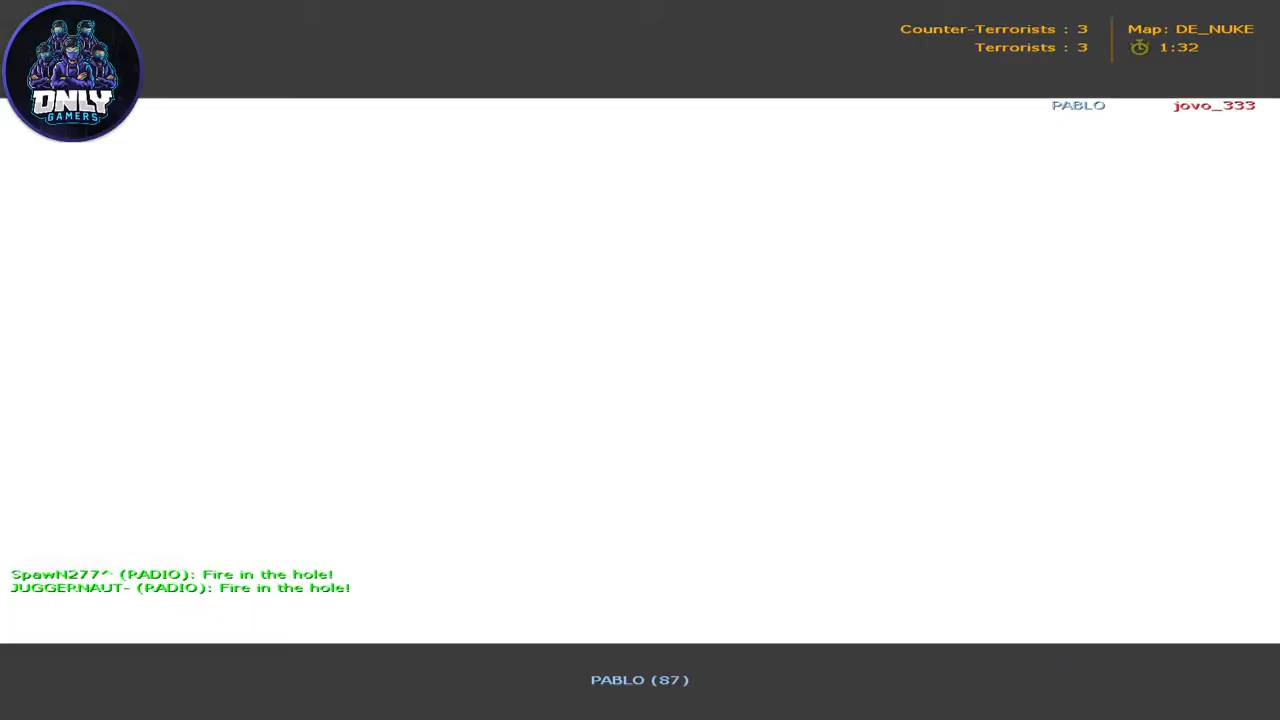 ONLY
GAMERS
Counter-Terrorists : 3
Terrorists : 3
Map: DE_NUKE
1:32
PABLO jovo_333
SpawN277^ (RADIO): Fire in the hole!
JUGGERNAUT- (RADIO): Fire in the hole!
PABLO (87)